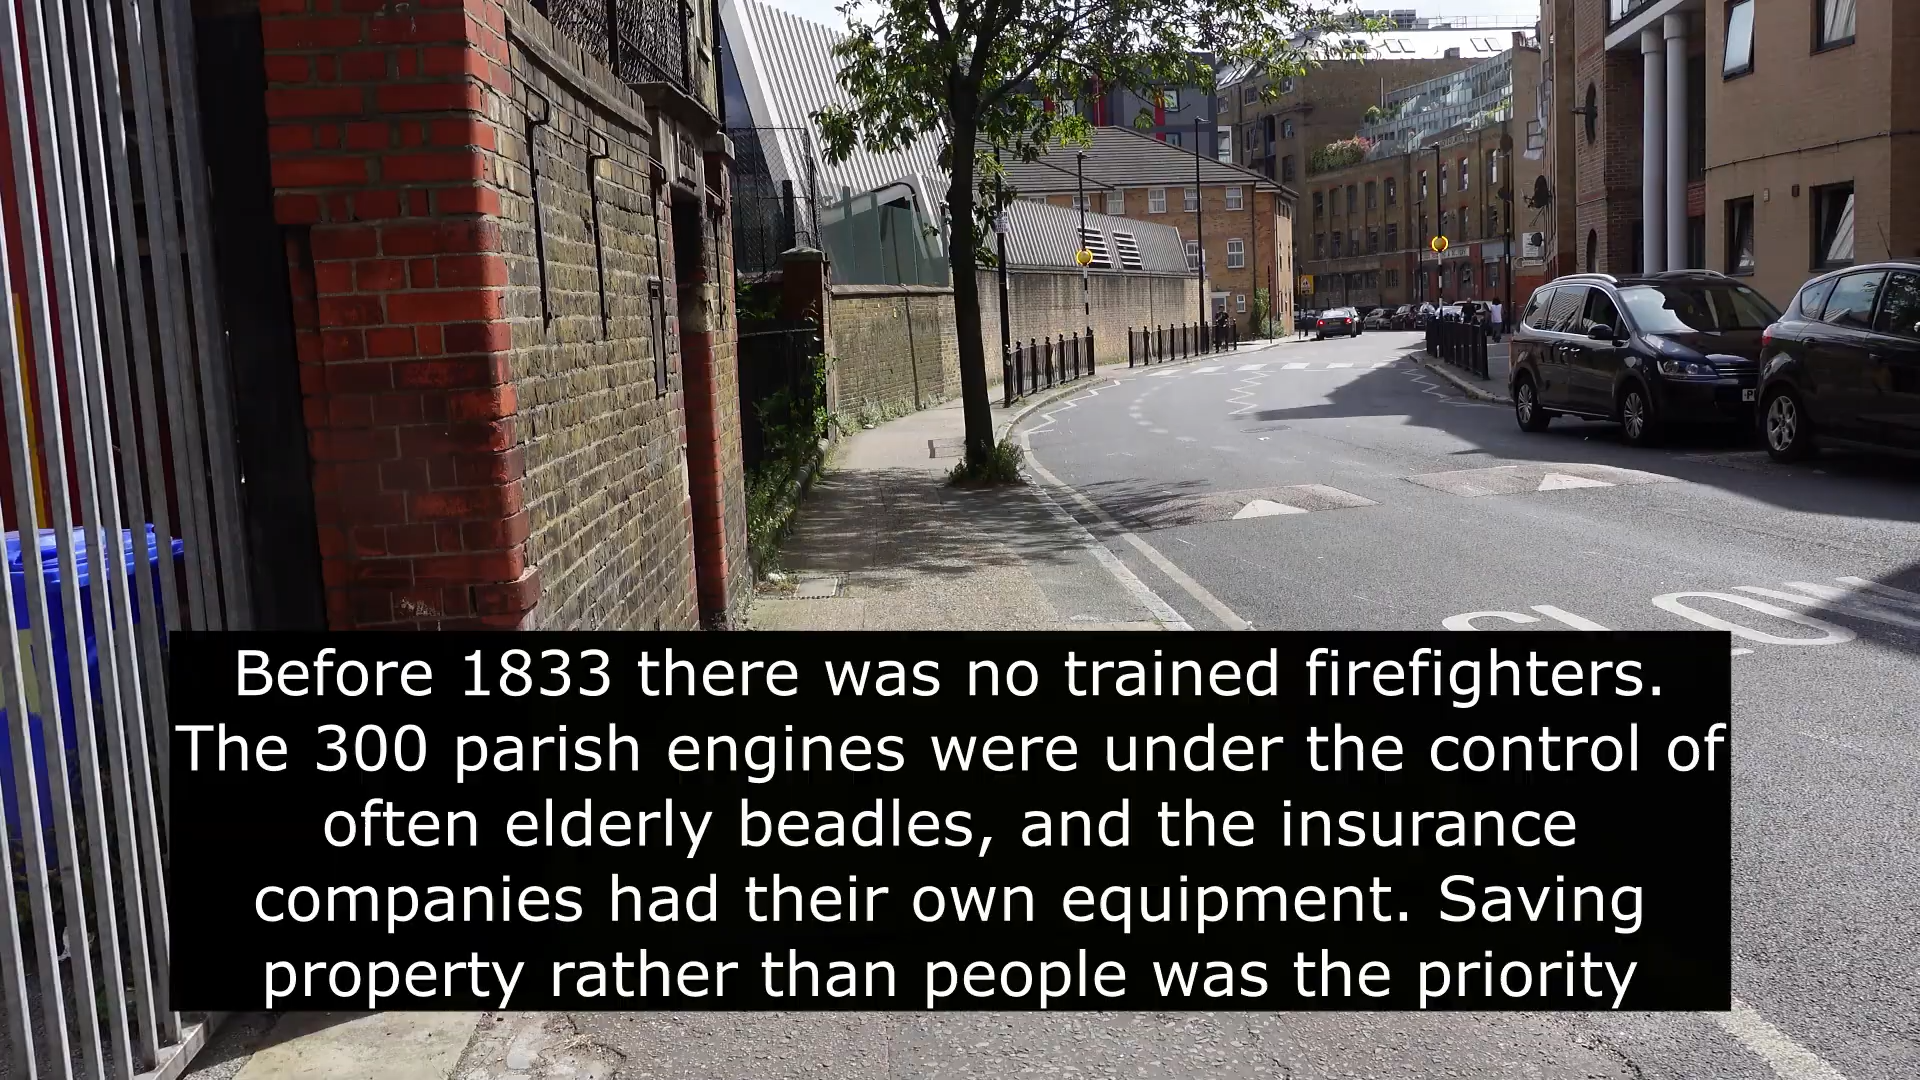 SLOW
Before 1833 there was no trained firefighters.
The 300 parish engines were under the control of
often elderly beadles, and the insurance
companies had their own equipment. Saving
property rather than people was the priority